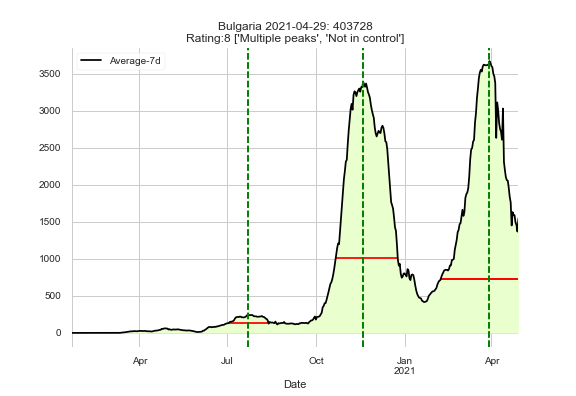 Bulgaria 2021-04-29: 403728
Rating:8 ['Multiple peaks', 'Not in control']
Average-7d
3500
3000
2500
2000
1500
1000
500
0
Apr
Jul
Oct
Jan
2021
Apr
Date